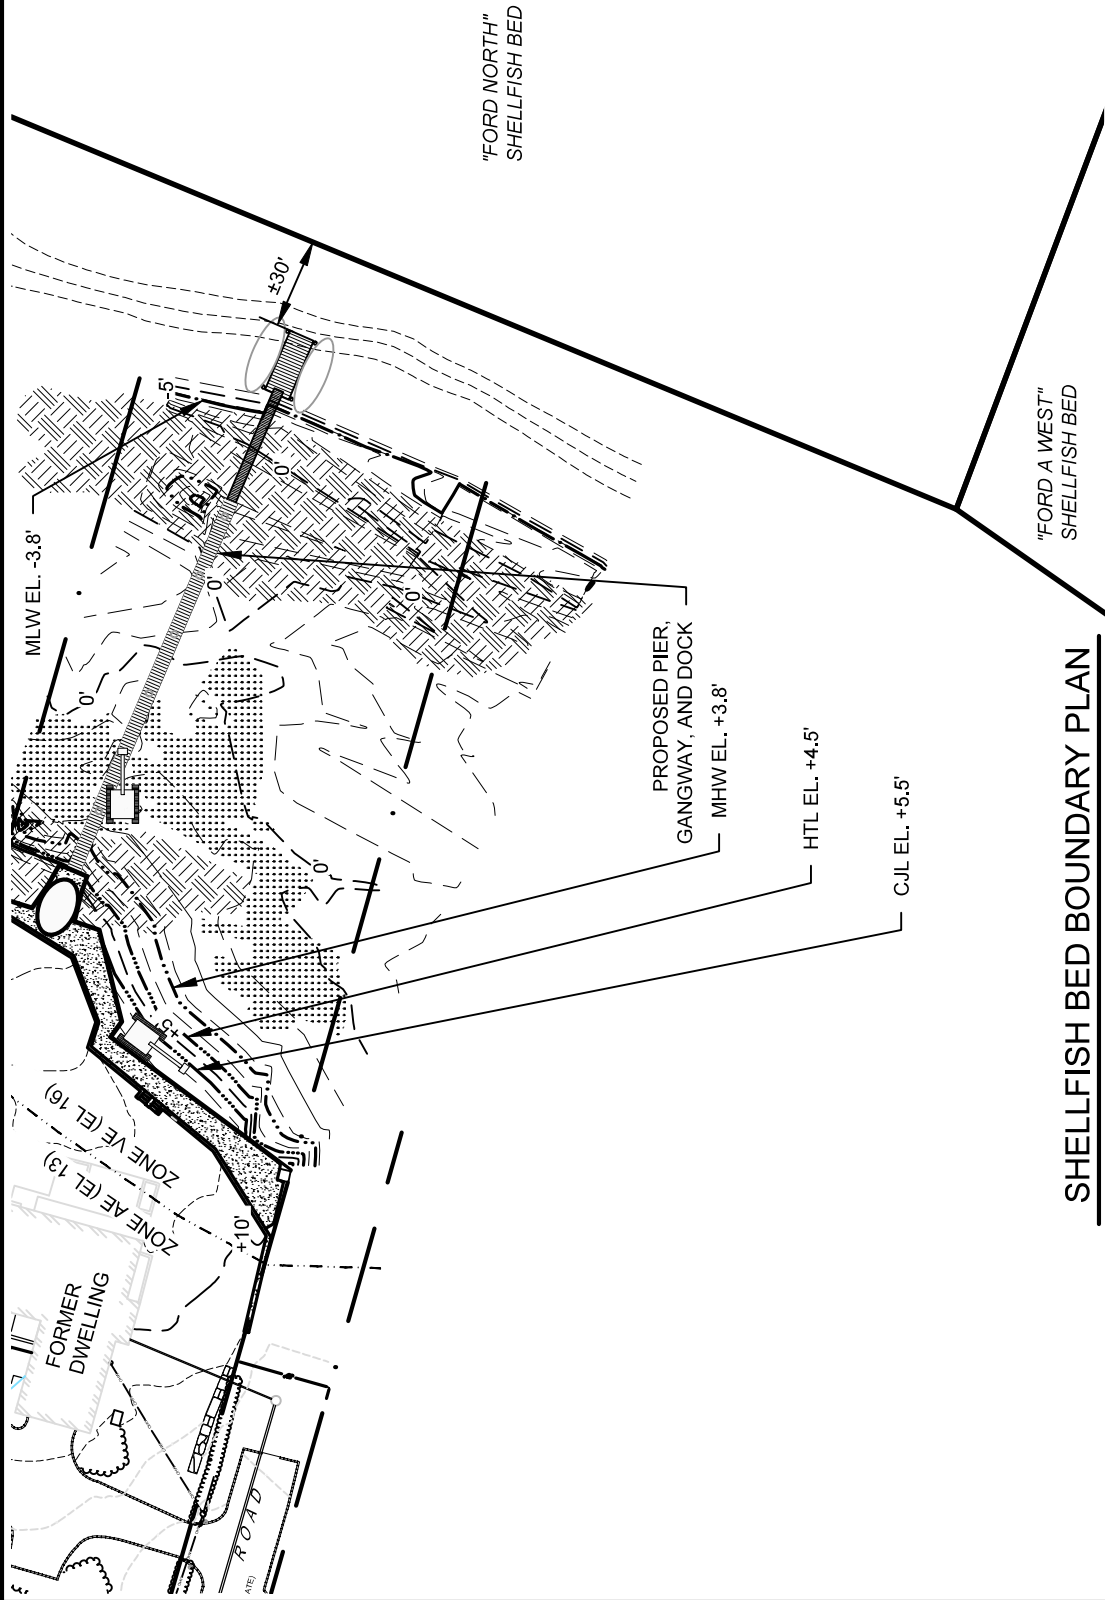 "FORD NORTH"
SHELLFISH BED
±30'
-5'
MLW EL. -3.8'
0'
0'
0'
0'
0'
"FORD A WEST"
SHELLFISH BED
PROPOSED PIER,
GANGWAY, AND DOCK
MHW EL. +3.8'
HTL EL. +4.5'
CJL EL. +5.5'
+5
ZONE VE (EL 16)
ZONE AE (EL 13)
+10'
FORMER
DWELLING
ROAD
ATE)
SHELLFISH BED BOUNDARY PLAN